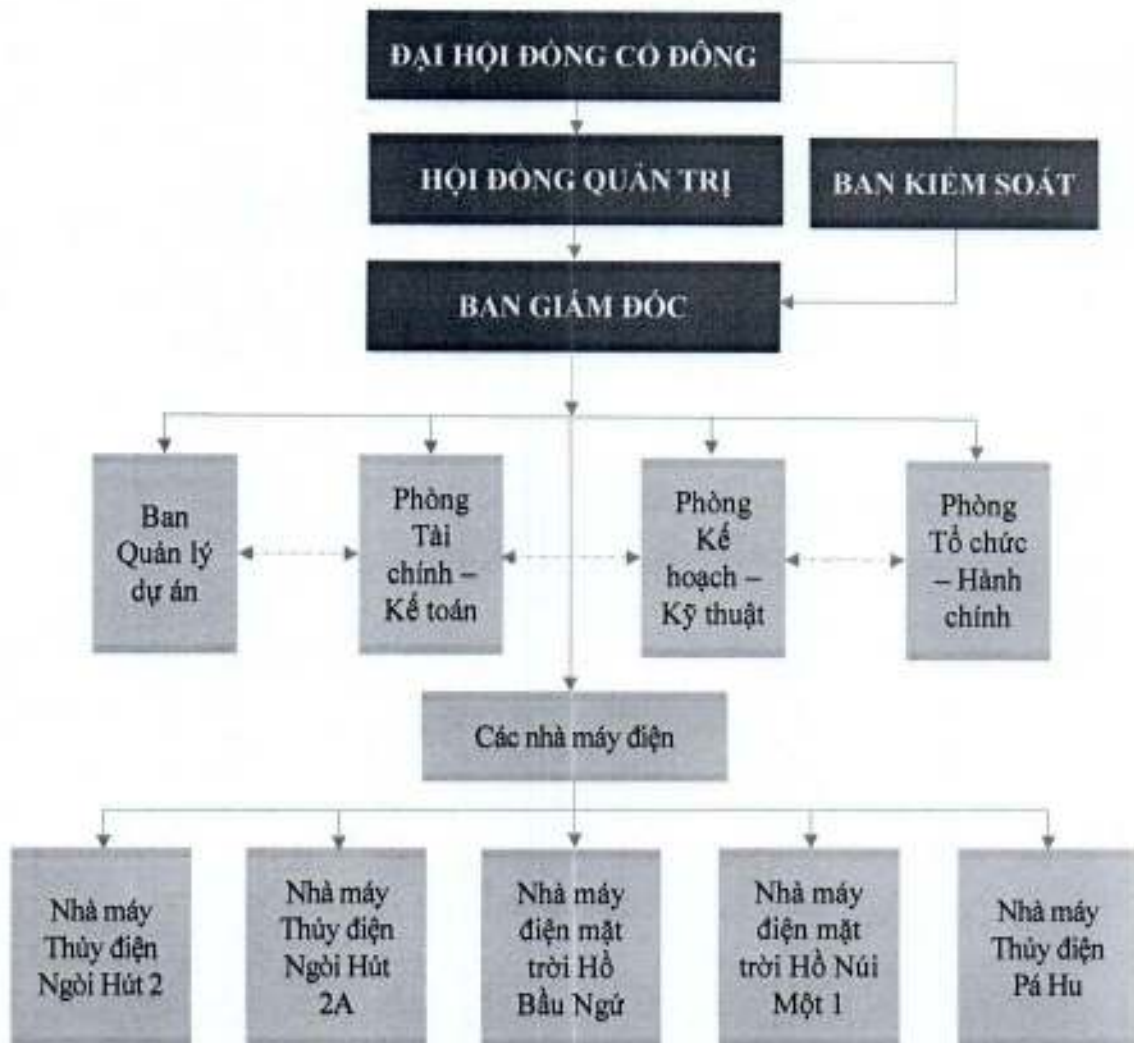 ĐẠI HỘI ĐỒNG CỔ ĐÔNG
HỘI ĐỒNG QUẢN TRỊ
BAN KIỂM SOÁT
BAN GIÁM ĐỐC
Ban
Quản lý
dự án
Phòng
Tài
chính –
Kế toán
Phòng
Kế
hoạch –
Kỹ thuật
Phòng
Tổ chức
– Hành
chính
Các nhà máy điện
Nhà máy
Thủy điện
Ngòi Hút 2
Nhà máy
Thủy điện
Ngòi Hút
2A
Nhà máy
điện mặt
trời Hồ
Bầu Ngứ
Nhà máy
điện mặt
trời Hồ Núi
Một 1
Nhà máy
Thủy điện
Pá Hu